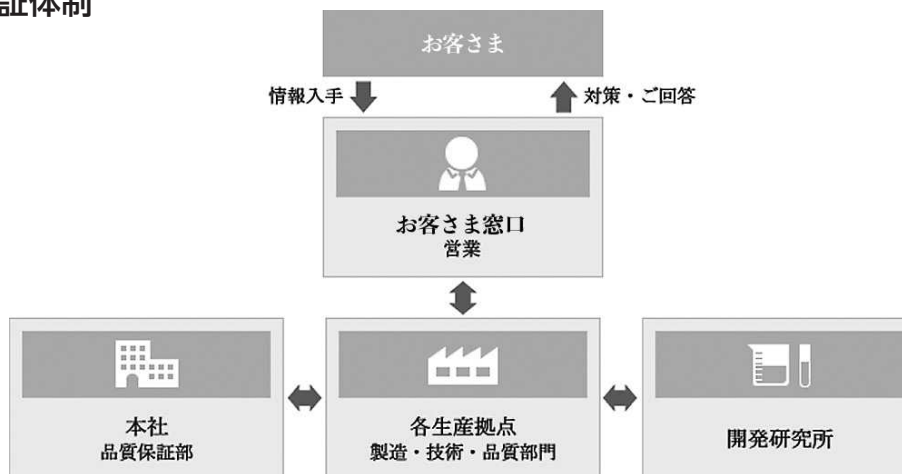 証体制
お客さま
情報入手
対策・ご回答
お客さま窓口
営業
本社
品質保証部
各生産拠点
製造・技術・品質部門
開発研究所